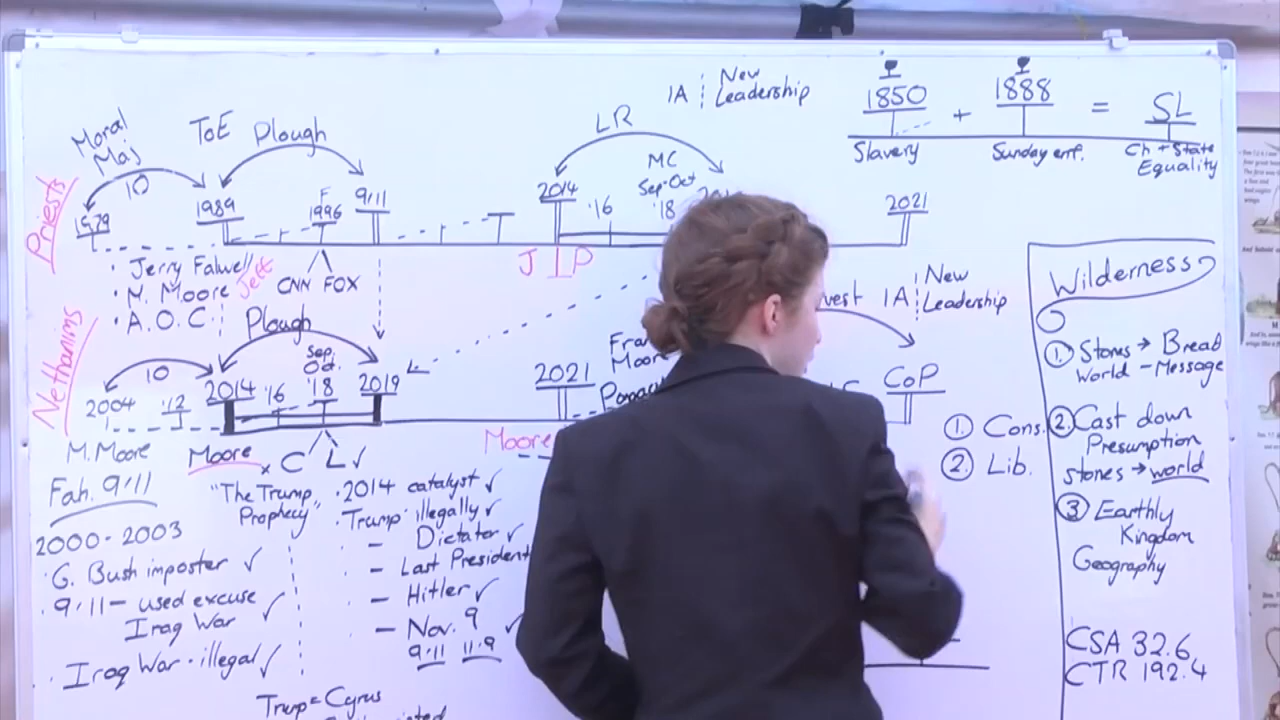 IA New
Leadership
1850 + 1888 = SL
Slavery Sunday enf. Ch + State
Equality
Moral
Maj
ToE Plough
LR
MC
Sep-Oct
10
Priests
1979 1989 F 9/11
1996
2014 '16 '18
2021
J P
· Jerry Falwell
· M. Moore
· A.O.C.
CNN FOX
Wilderness
Nethinims
Plough
IA New
Leadership
10
Sep.
Oct.
2004 '12 2014 '16 '18 2019
2021
Moore
CoP
M. Moore Moore x C L ✓
Moore
① Cons.
② Lib.
① Stones → Bread
World - Message
② Cast down
Presumption
stones → world
③ Earthly
Kingdom
Geography
CSA 32.6
CTR 192.4
Fah. 9/11
2000-2003
· G. Bush imposter ✓
· 9/11 - used excuse
Iraq War ✓
· Iraq War · illegal ✓
"The Trump
Prophecy"
· 2014 catalyst ✓
· Trump illegally ✓
- Dictator ✓
- Last President
- Hitler ✓
- Nov. 9 ✓
9·11 11·9
Trump = Cyrus